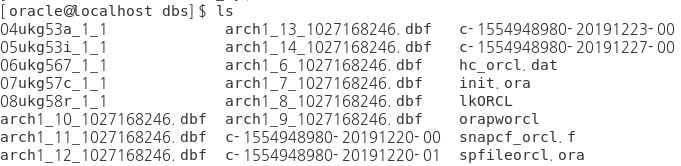 [oracle@localhost dbs]$ ls
04ukg53a_1_1 arch1_13_1027168246.dbf c-1554948980-20191223-00
05ukg53i_1_1 arch1_14_1027168246.dbf c-1554948980-20191227-00
06ukg567_1_1 arch1_6_1027168246.dbf hc_orcl.dat
07ukg57c_1_1 arch1_7_1027168246.dbf init.ora
08ukg58r_1_1 arch1_8_1027168246.dbf lkORCL
arch1_10_1027168246.dbf arch1_9_1027168246.dbf orapworcl
arch1_11_1027168246.dbf c-1554948980-20191220-00 snapcf_orcl.f
arch1_12_1027168246.dbf c-1554948980-20191220-01 spfileorcl.ora